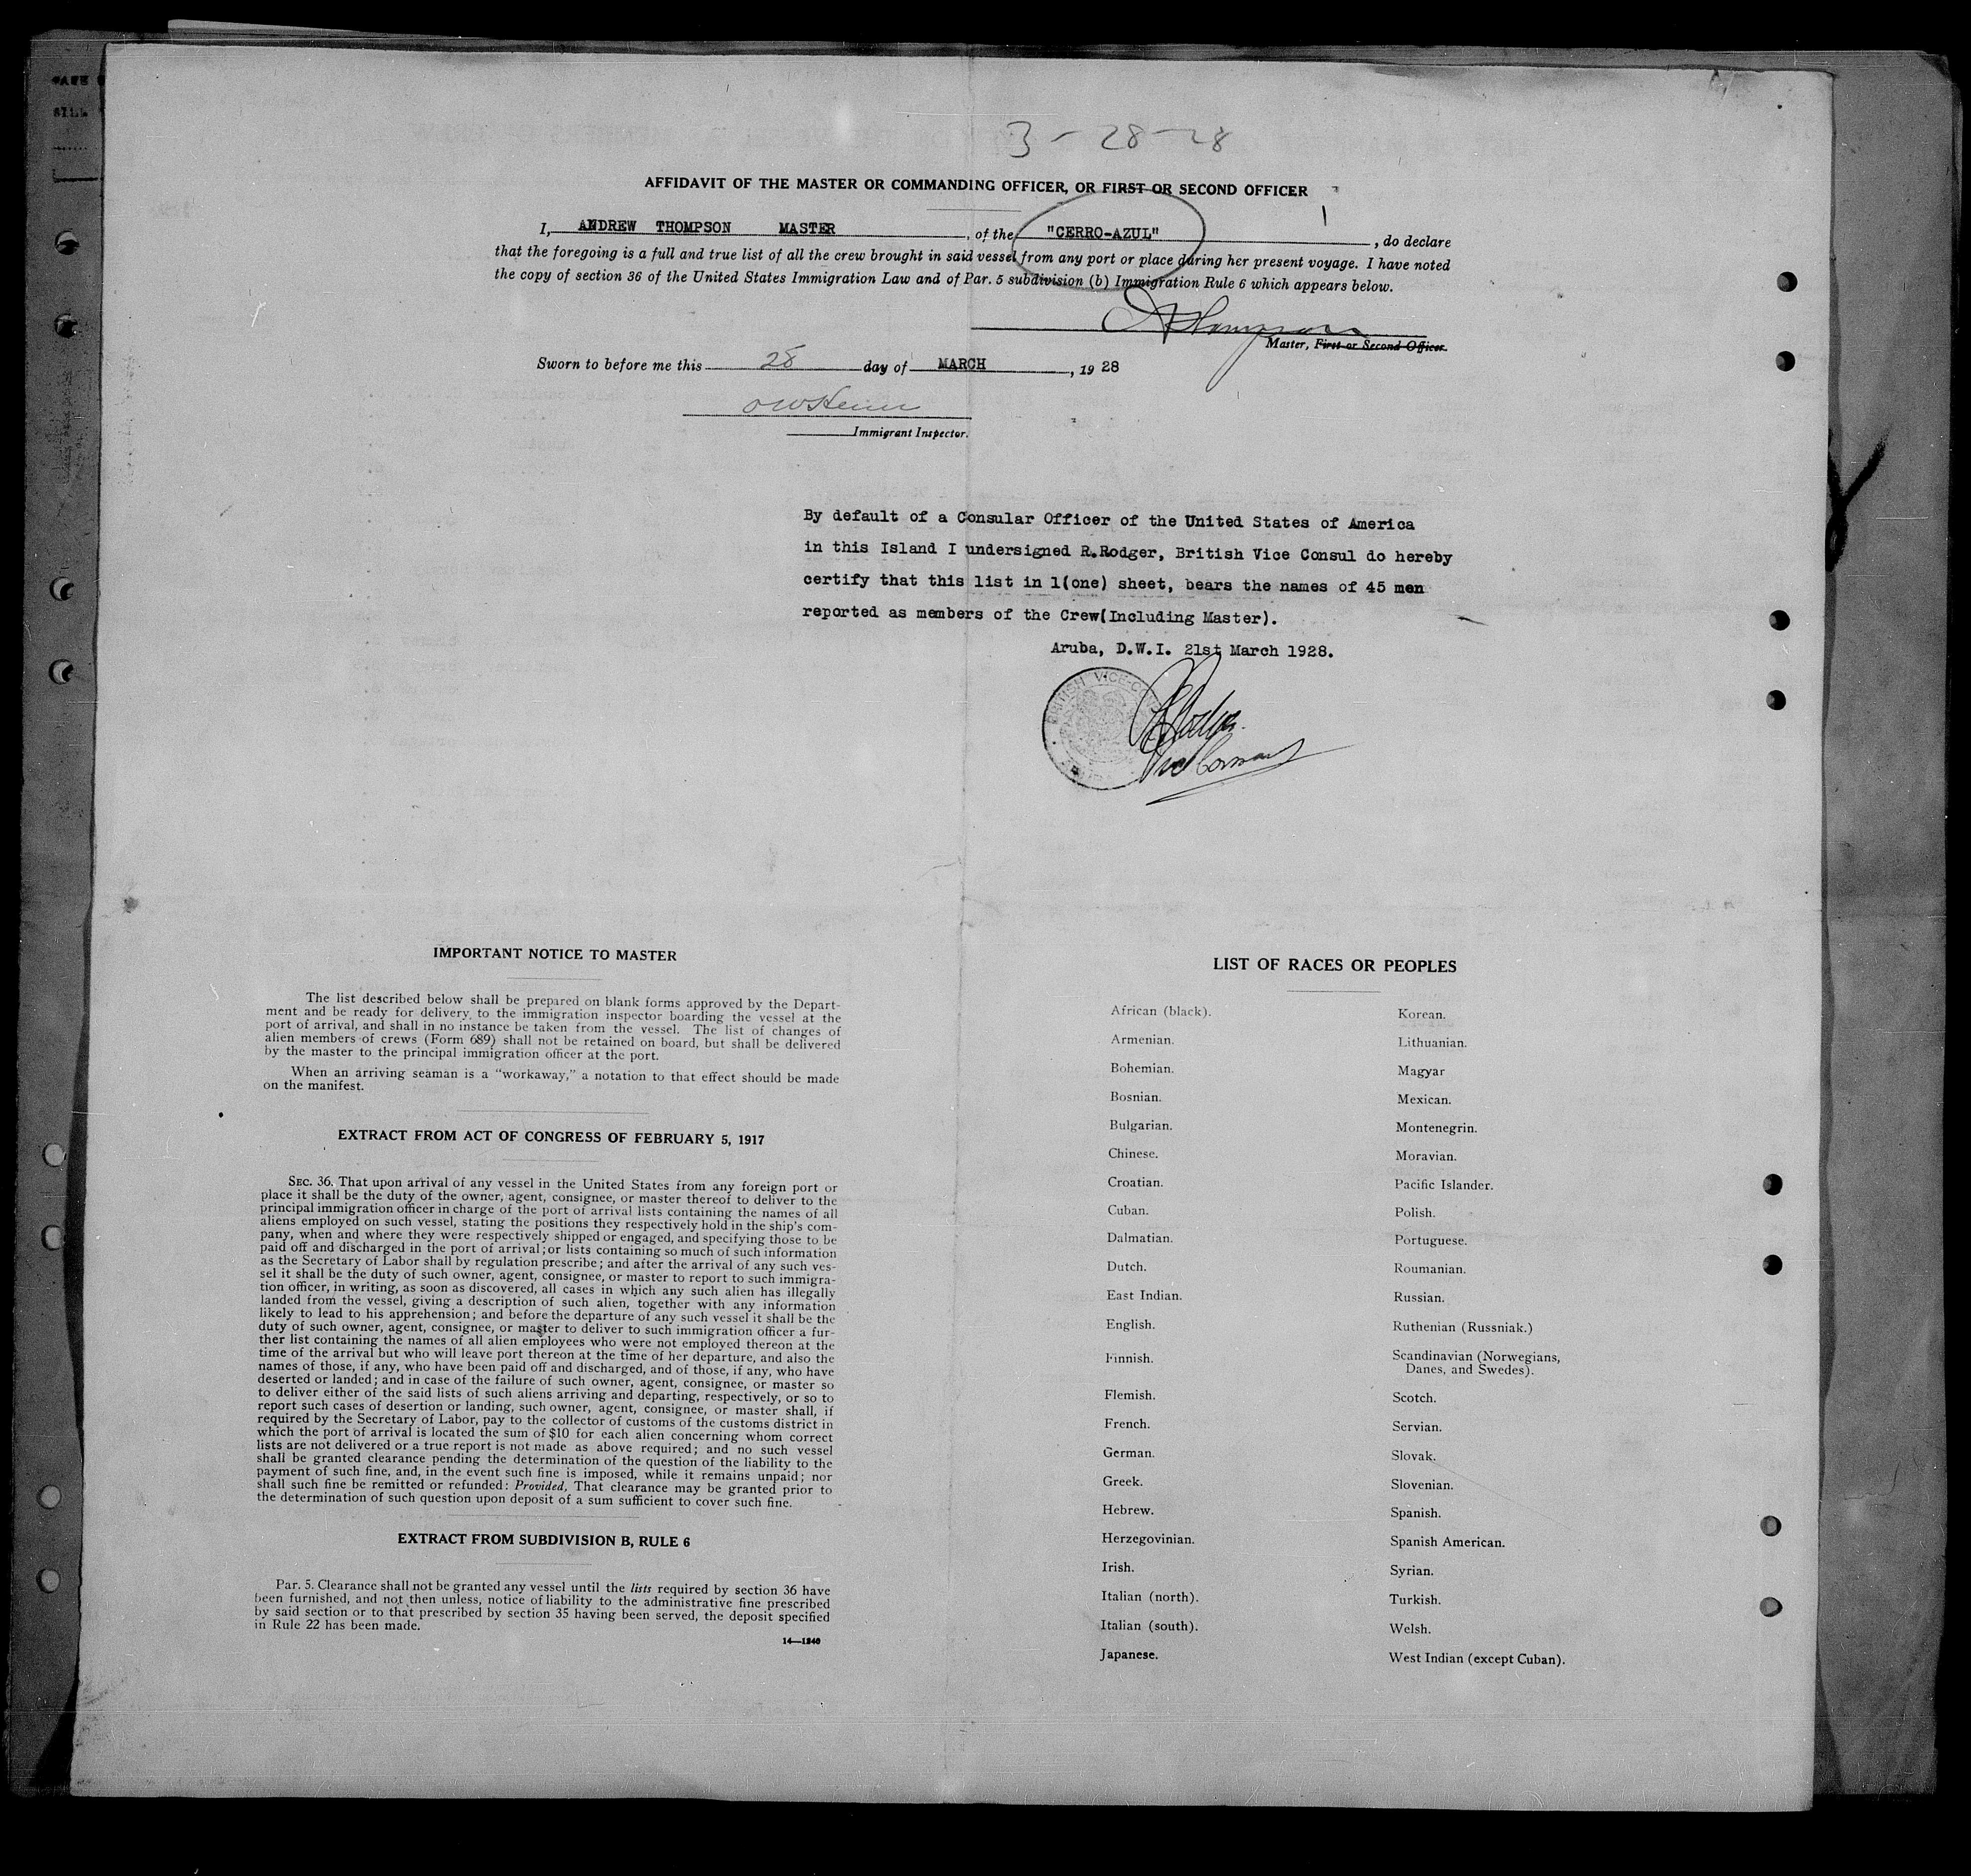 3-28-28
AFFIDAVIT OF THE MASTER OR COMMANDING OFFICER, OR FIRST OR SECOND OFFICER
I, ANDREW THOMPSON MASTER, of the "CERRO-AZUL", do declare
that the foregoing is a full and true list of all the crew brought in said vessel from any port or place during her present voyage. I have noted
the copy of section 36 of the United States Immigration Law and of Par. 5 subdivision (b) Immigration Rule 6 which appears below.
A Thompson
Master, First or Second Officer.
Sworn to before me this 28 day of MARCH, 19 28
Immigrant Inspector.
By default of a Consular Officer of the United States of America
in this Island I undersigned R.Rodger, British Vice Consul do hereby
certify that this list in 1(one) sheet, bears the names of 45 men
reported as members of the Crew(Including Master).
Aruba, D.W.I. 21st March 1928.
BRITISH VICE-CO
Vice Consul
IMPORTANT NOTICE TO MASTER
The list described below shall be prepared on blank forms approved by the Depart-
ment and be ready for delivery to the immigration inspector boarding the vessel at the
port of arrival, and shall in no instance be taken from the vessel. The list of changes of
alien members of crews (Form 689) shall not be retained on board, but shall be delivered
by the master to the principal immigration officer at the port.
When an arriving seaman is a “workaway,” a notation to that effect should be made
on the manifest.
EXTRACT FROM ACT OF CONGRESS OF FEBRUARY 5, 1917
SEC. 36. That upon arrival of any vessel in the United States from any foreign port or
place it shall be the duty of the owner, agent, consignee, or master thereof to deliver to the
principal immigration officer in charge of the port of arrival lists containing the names of all
aliens employed on such vessel, stating the positions they respectively hold in the ship's com-
pany, when and where they were respectively shipped or engaged, and specifying those to be
paid off and discharged in the port of arrival; or lists containing so much of such information
as the Secretary of Labor shall by regulation prescribe; and after the arrival of any such ves-
sel it shall be the duty of such owner, agent, consignee, or master to report to such immigra-
tion officer, in writing, as soon as discovered, all cases in which any such alien has illegally
landed from the vessel, giving a description of such alien, together with any information
likely to lead to his apprehension; and before the departure of any such vessel it shall be the
duty of such owner, agent, consignee, or master to deliver to such immigration officer a fur-
ther list containing the names of all alien employees who were not employed thereon at the
time of the arrival but who will leave port thereon at the time of her departure, and also the
names of those, if any, who have been paid off and discharged, and of those, if any, who have
deserted or landed; and in case of the failure of such owner, agent, consignee, or master so
to deliver either of the said lists of such aliens arriving and departing, respectively, or so to
report such cases of desertion or landing, such owner, agent, consignee, or master shall, if
required by the Secretary of Labor, pay to the collector of customs of the customs district in
which the port of arrival is located the sum of $10 for each alien concerning whom correct
lists are not delivered or a true report is not made as above required; and no such vessel
shall be granted clearance pending the determination of the question of the liability to the
payment of such fine, and, in the event such fine is imposed, while it remains unpaid; nor
shall such fine be remitted or refunded: Provided, That clearance may be granted prior to
the determination of such question upon deposit of a sum sufficient to cover such fine.
EXTRACT FROM SUBDIVISION B, RULE 6
Par. 5. Clearance shall not be granted any vessel until the lists required by section 36 have
been furnished, and not then unless, notice of liability to the administrative fine prescribed
by said section or to that prescribed by section 35 having been served, the deposit specified
in Rule 22 has been made.
14—1240
LIST OF RACES OR PEOPLES
African (black).
Armenian.
Bohemian.
Bosnian.
Bulgarian.
Chinese.
Croatian.
Cuban.
Dalmatian.
Dutch.
East Indian.
English.
Finnish.
Flemish.
French.
German.
Greek.
Hebrew.
Herzegovinian.
Irish.
Italian (north).
Italian (south).
Japanese.
Korean.
Lithuanian.
Magyar
Mexican.
Montenegrin.
Moravian.
Pacific Islander.
Polish.
Portuguese.
Roumanian.
Russian.
Ruthenian (Russniak.)
Scandinavian (Norwegians,
Danes, and Swedes).
Scotch.
Servian.
Slovak.
Slovenian.
Spanish.
Spanish American.
Syrian.
Turkish.
Welsh.
West Indian (except Cuban).